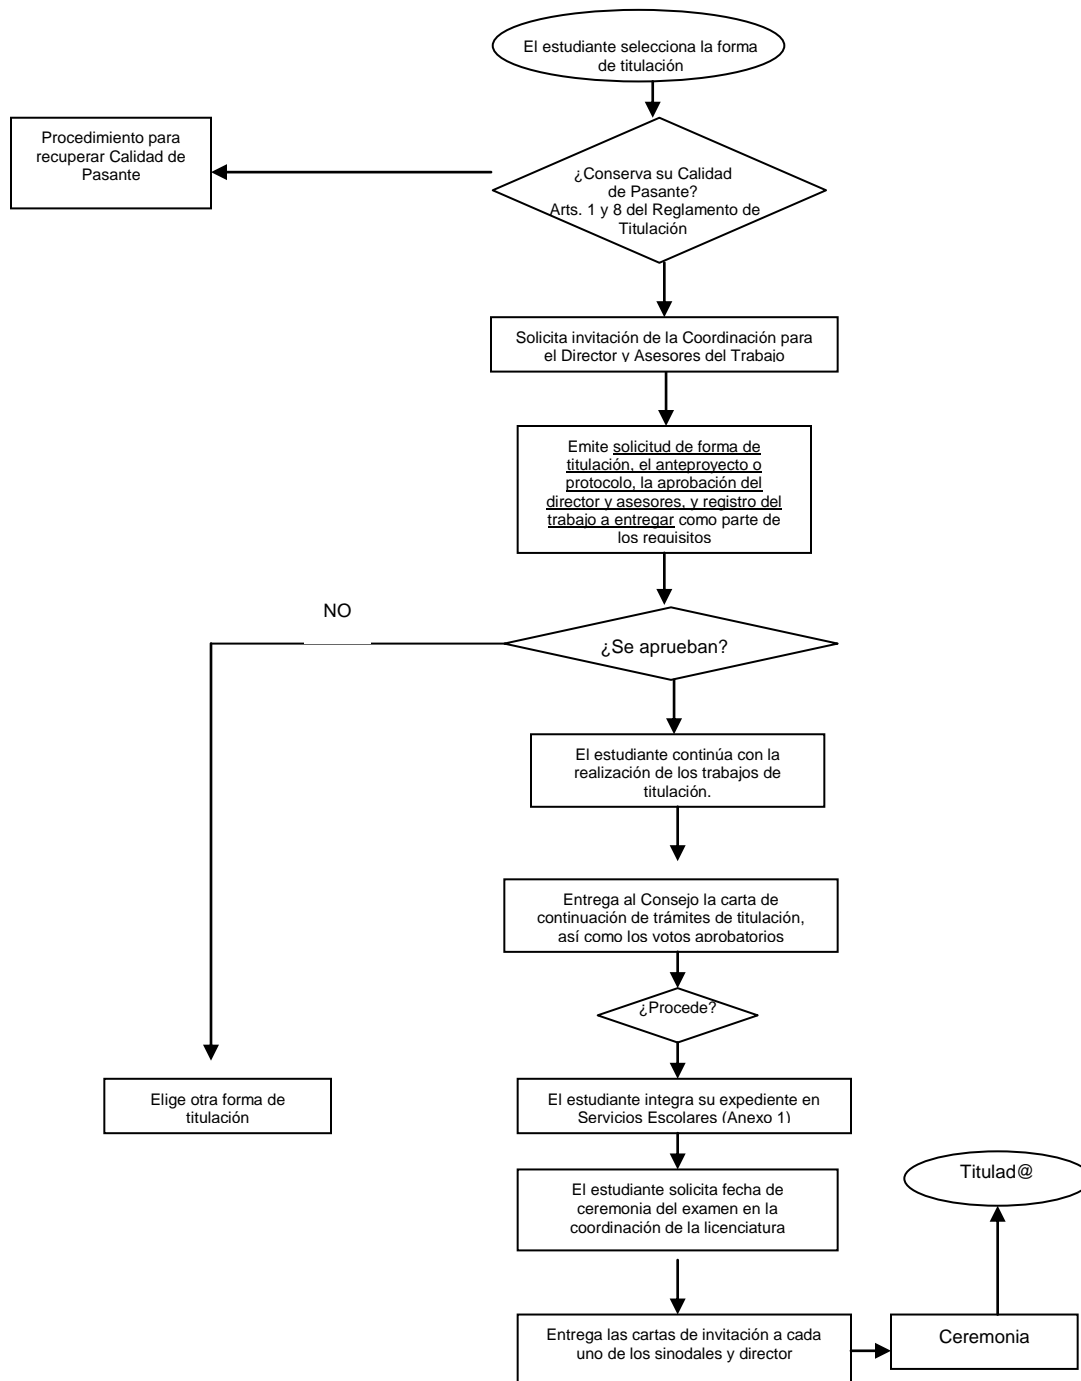 El estudiante selecciona la forma
de titulación
Procedimiento para
recuperar Calidad de
Pasante
¿Conserva su Calidad
de Pasante?
Arts. 1 y 8 del Reglamento de
Titulación
Solicita invitación de la Coordinación para
el Director y Asesores del Trabajo
Emite solicitud de forma de
titulación, el anteproyecto o
protocolo, la aprobación del
director y asesores, y registro del
trabajo a entregar como parte de
los requisitos
NO
¿Se aprueban?
El estudiante continúa con la
realización de los trabajos de
titulación.
Entrega al Consejo la carta de
continuación de trámites de titulación,
así como los votos aprobatorios
¿Procede?
Elige otra forma de
titulación
El estudiante integra su expediente en
Servicios Escolares (Anexo 1)
El estudiante solicita fecha de
ceremonia del examen en la
coordinación de la licenciatura
Titulad@
Entrega las cartas de invitación a cada
uno de los sinodales y director
Ceremonia